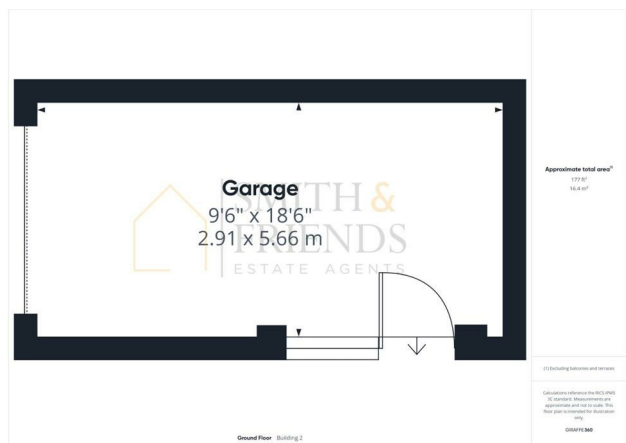 Garage
9'6" x 18'6"
2.91 x 5.66 m
SMITH &
FRIENDS
ESTATE AGENTS
Ground Floor Building 2
Approximate total area(1)
177 ft²
16.4 m²
(1) Excluding balconies and terraces
Calculations reference the RICS IPMS
3C standard. Measurements are
approximate and not to scale. This
floor plan is intended for illustration
only.
GIRAFFE360